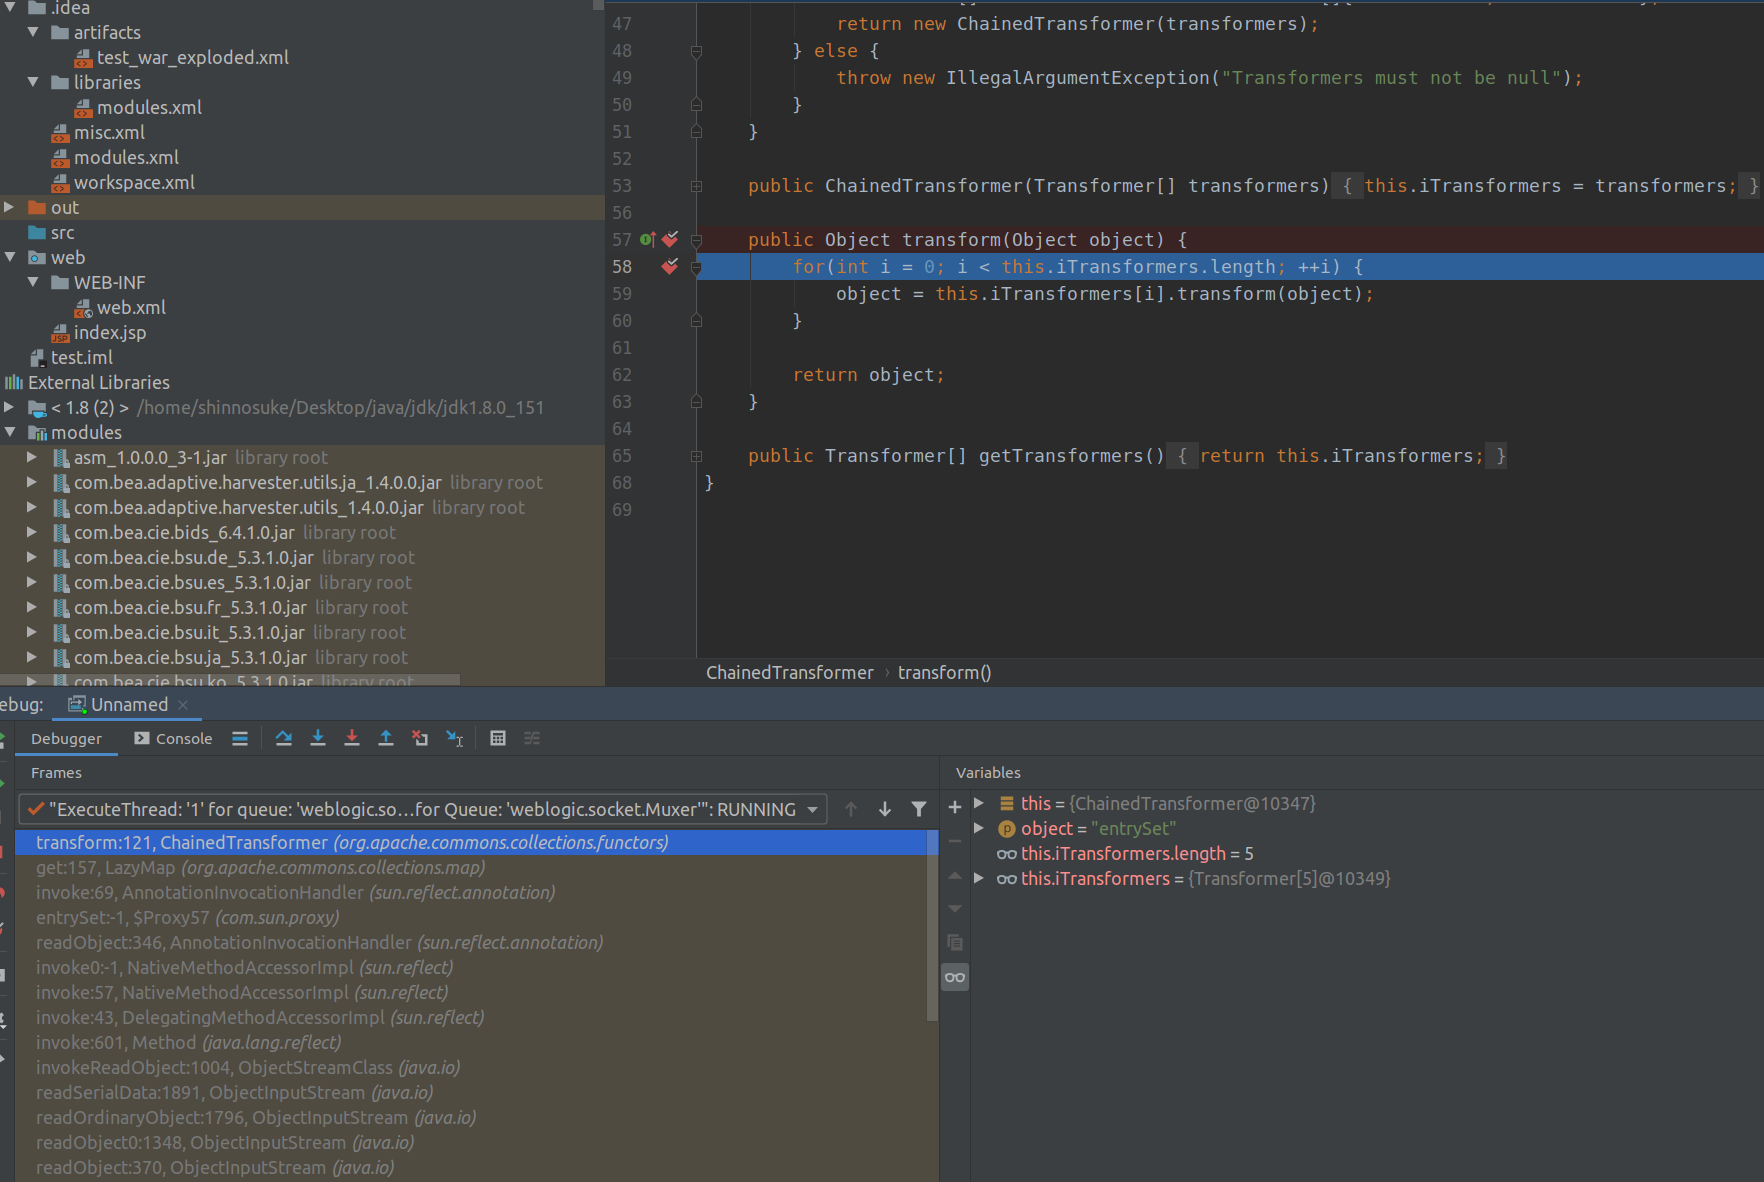 .idea
artifacts
test_war_exploded.xml
libraries
modules.xml
misc.xml
modules.xml
workspace.xml
out
src
web
WEB-INF
web.xml
index.jsp
test.iml
External Libraries
< 1.8 (2) > /home/shinnosuke/Desktop/java/jdk/jdk1.8.0_151
modules
asm_1.0.0.0_3-1.jar library root
com.bea.adaptive.harvester.utils.ja_1.4.0.0.jar library root
com.bea.adaptive.harvester.utils_1.4.0.0.jar library root
com.bea.cie.bids_6.4.1.0.jar library root
com.bea.cie.bsu.de_5.3.1.0.jar library root
com.bea.cie.bsu.es_5.3.1.0.jar library root
com.bea.cie.bsu.fr_5.3.1.0.jar library root
com.bea.cie.bsu.it_5.3.1.0.jar library root
com.bea.cie.bsu.ja_5.3.1.0.jar library root
com.bea.cie.bsu.ko_5.3.1.0.jar library root
47 return new ChainedTransformer(transformers);
48 } else {
49 throw new IllegalArgumentException("Transformers must not be null");
50 }
51 }
52
53 public ChainedTransformer(Transformer[] transformers) { this.iTransformers = transformers; }
56
57 public Object transform(Object object) {
58 for(int i = 0; i < this.iTransformers.length; ++i) {
59 object = this.iTransformers[i].transform(object);
60 }
61
62 return object;
63 }
64
65 public Transformer[] getTransformers() { return this.iTransformers; }
68 }
69
ChainedTransformer › transform()
ebug: Unnamed ×
Debugger Console
Frames
"ExecuteThread: '1' for queue: 'weblogic.so...for Queue: 'weblogic.socket.Muxer'": RUNNING
transform:121, ChainedTransformer (org.apache.commons.collections.functors)
get:157, LazyMap (org.apache.commons.collections.map)
invoke:69, AnnotationInvocationHandler (sun.reflect.annotation)
entrySet:-1, $Proxy57 (com.sun.proxy)
readObject:346, AnnotationInvocationHandler (sun.reflect.annotation)
invoke0:-1, NativeMethodAccessorImpl (sun.reflect)
invoke:57, NativeMethodAccessorImpl (sun.reflect)
invoke:43, DelegatingMethodAccessorImpl (sun.reflect)
invoke:601, Method (java.lang.reflect)
invokeReadObject:1004, ObjectStreamClass (java.io)
readSerialData:1891, ObjectInputStream (java.io)
readOrdinaryObject:1796, ObjectInputStream (java.io)
readObject0:1348, ObjectInputStream (java.io)
readObject:370, ObjectInputStream (java.io)
Variables
this = {ChainedTransformer@10347}
object = "entrySet"
this.iTransformers.length = 5
this.iTransformers = {Transformer[5]@10349}